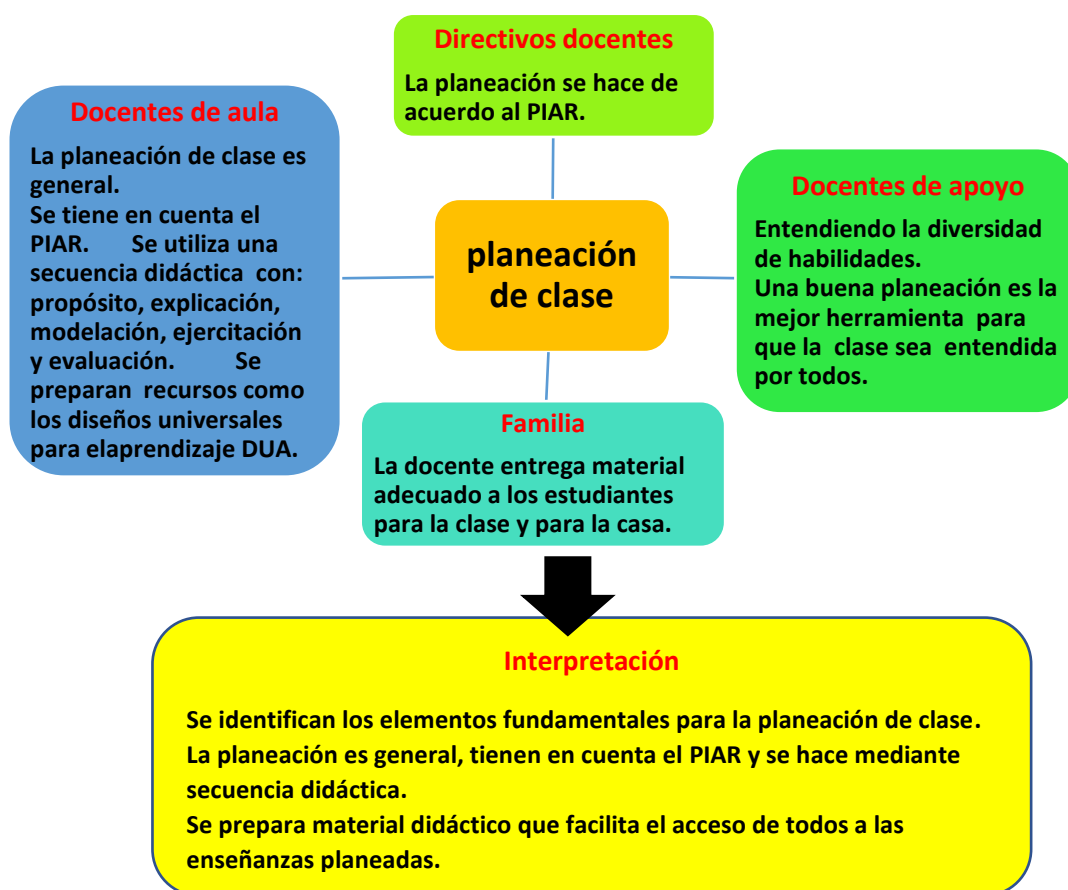 Directivos docentes
La planeación se hace de
acuerdo al PIAR.
Docentes de aula
La planeación de clase es
general.
Se tiene en cuenta el
PIAR. Se utiliza una
secuencia didáctica con:
propósito, explicación,
modelación, ejercitación
y evaluación. Se
preparan recursos como
los diseños universales
para elaprendizaje DUA.
planeación
de clase
Docentes de apoyo
Entendiendo la diversidad
de habilidades.
Una buena planeación es la
mejor herramienta para
que la clase sea entendida
por todos.
Familia
La docente entrega material
adecuado a los estudiantes
para la clase y para la casa.
Interpretación
Se identifican los elementos fundamentales para la planeación de clase.
La planeación es general, tienen en cuenta el PIAR y se hace mediante
secuencia didáctica.
Se prepara material didáctico que facilita el acceso de todos a las
enseñanzas planeadas.